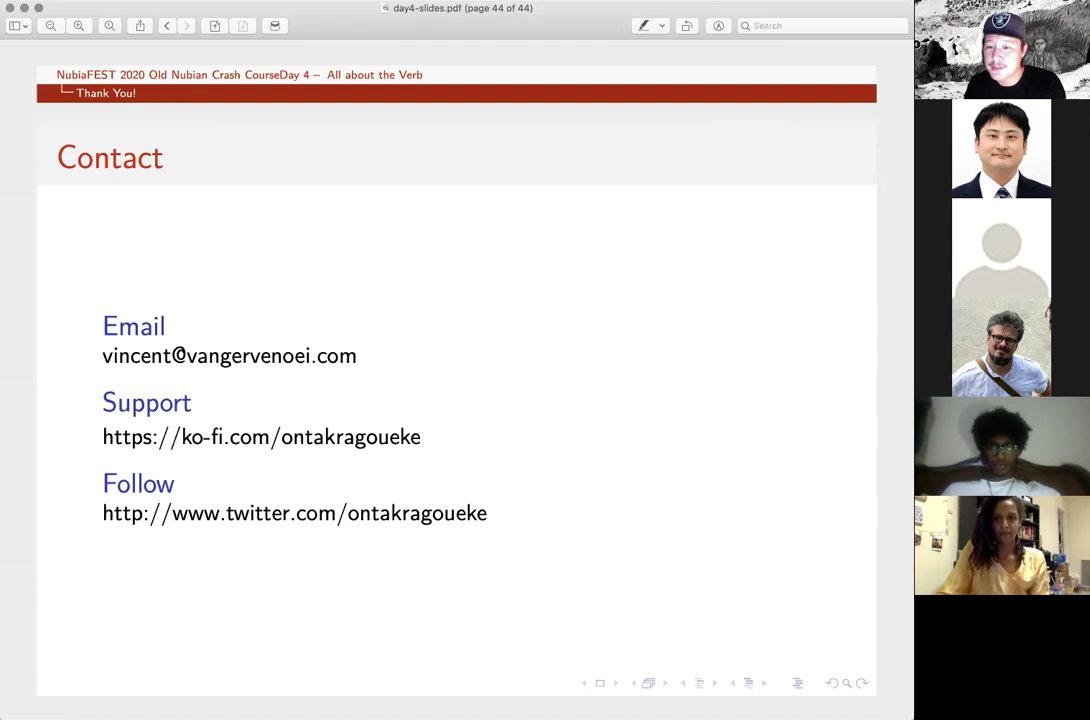 day4-slides.pdf (page 44 of 44)
Search
NubiaFEST 2020 Old Nubian Crash CourseDay 4 – All about the Verb
Thank You!
Contact
Email
vincent@vangervenoei.com
Support
https://ko-fi.com/ontakragoueke
Follow
http://www.twitter.com/ontakragoueke